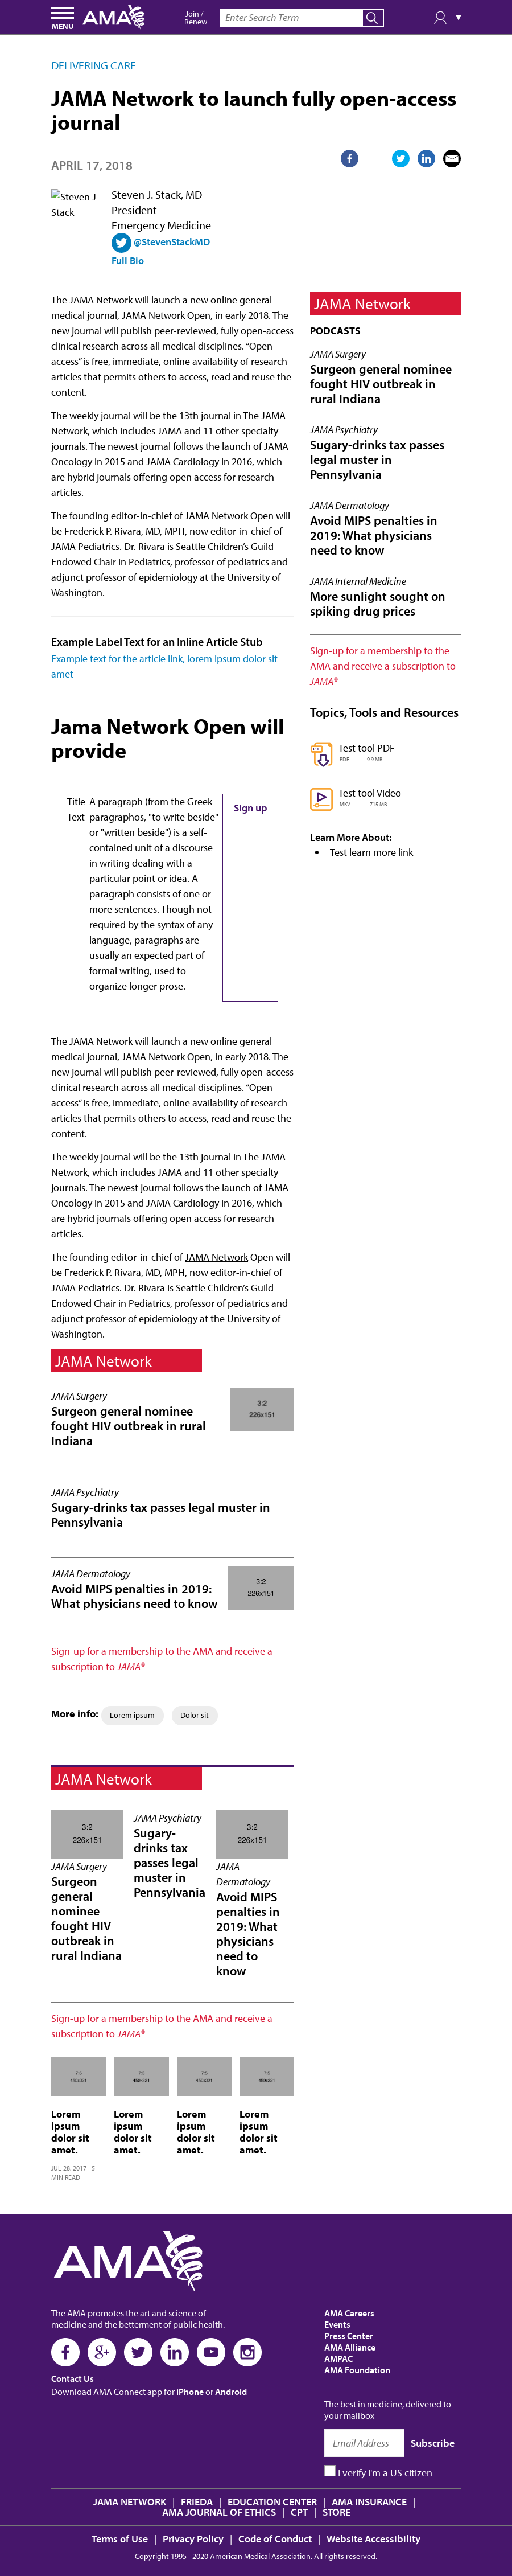 MENU
AMA
Join / Renew
Enter Search Term
▼
DELIVERING CARE
JAMA Network to launch fully open-access
journal
APRIL 17, 2018
Steven J
Stack
Steven J. Stack, MD
President
Emergency Medicine
@StevenStackMD
Full Bio
The JAMA Network will launch a new online general
medical journal, JAMA Network Open, in early 2018. The
new journal will publish peer-reviewed, fully open-access
clinical research across all medical disciplines. “Open
access” is free, immediate, online availability of research
articles that permits others to access, read and reuse the
content.
The weekly journal will be the 13th journal in The JAMA
Network, which includes JAMA and 11 other specialty
journals. The newest journal follows the launch of JAMA
Oncology in 2015 and JAMA Cardiology in 2016, which
are hybrid journals offering open access for research
articles.
The founding editor-in-chief of JAMA Network Open will
be Frederick P. Rivara, MD, MPH, now editor-in-chief of
JAMA Pediatrics. Dr. Rivara is Seattle Children’s Guild
Endowed Chair in Pediatrics, professor of pediatrics and
adjunct professor of epidemiology at the University of
Washington.
Example Label Text for an Inline Article Stub
Example text for the article link, lorem ipsum dolor sit
amet
Jama Network Open will
provide
Title
Text
A paragraph (from the Greek
paragraphos, "to write beside"
or "written beside") is a self-
contained unit of a discourse
in writing dealing with a
particular point or idea. A
paragraph consists of one or
more sentences. Though not
required by the syntax of any
language, paragraphs are
usually an expected part of
formal writing, used to
organize longer prose.
Sign up
The JAMA Network will launch a new online general
medical journal, JAMA Network Open, in early 2018. The
new journal will publish peer-reviewed, fully open-access
clinical research across all medical disciplines. “Open
access” is free, immediate, online availability of research
articles that permits others to access, read and reuse the
content.
The weekly journal will be the 13th journal in The JAMA
Network, which includes JAMA and 11 other specialty
journals. The newest journal follows the launch of JAMA
Oncology in 2015 and JAMA Cardiology in 2016, which
are hybrid journals offering open access for research
articles.
The founding editor-in-chief of JAMA Network Open will
be Frederick P. Rivara, MD, MPH, now editor-in-chief of
JAMA Pediatrics. Dr. Rivara is Seattle Children’s Guild
Endowed Chair in Pediatrics, professor of pediatrics and
adjunct professor of epidemiology at the University of
Washington.
JAMA Network
JAMA Surgery
Surgeon general nominee
fought HIV outbreak in rural
Indiana
3:2
226x151
JAMA Psychiatry
Sugary-drinks tax passes legal muster in
Pennsylvania
JAMA Dermatology
Avoid MIPS penalties in 2019:
What physicians need to know
3:2
226x151
Sign-up for a membership to the AMA and receive a
subscription to JAMA®
More info: Lorem ipsum Dolor sit
JAMA Network
3:2
226x151
JAMA Surgery
Surgeon
general
nominee
fought HIV
outbreak in
rural Indiana
JAMA Psychiatry
Sugary-
drinks tax
passes legal
muster in
Pennsylvania
3:2
226x151
JAMA
Dermatology
Avoid MIPS
penalties in
2019: What
physicians
need to
know
Sign-up for a membership to the AMA and receive a
subscription to JAMA®
7:5
450x321
Lorem
ipsum
dolor sit
amet.
JUL 28, 2017 | 5
MIN READ
7:5
450x321
Lorem
ipsum
dolor sit
amet.
7:5
450x321
Lorem
ipsum
dolor sit
amet.
7:5
450x321
Lorem
ipsum
dolor sit
amet.
JAMA Network
PODCASTS
JAMA Surgery
Surgeon general nominee
fought HIV outbreak in
rural Indiana
JAMA Psychiatry
Sugary-drinks tax passes
legal muster in
Pennsylvania
JAMA Dermatology
Avoid MIPS penalties in
2019: What physicians
need to know
JAMA Internal Medicine
More sunlight sought on
spiking drug prices
Sign-up for a membership to the
AMA and receive a subscription to
JAMA®
Topics, Tools and Resources
PDF
Test tool PDF
.PDF 9.9 MB
Test tool Video
.M4V 71.5 MB
Learn More About:
• Test learn more link
AMA
The AMA promotes the art and science of
medicine and the betterment of public health.
Contact Us
Download AMA Connect app for iPhone or Android
AMA Careers
Events
Press Center
AMA Alliance
AMPAC
AMA Foundation
The best in medicine, delivered to
your mailbox
Email Address Subscribe
I verify I'm a US citizen
JAMA NETWORK | FRIEDA | EDUCATION CENTER | AMA INSURANCE |
AMA JOURNAL OF ETHICS | CPT | STORE
Terms of Use | Privacy Policy | Code of Conduct | Website Accessibility
Copyright 1995 - 2020 American Medical Association. All rights reserved.